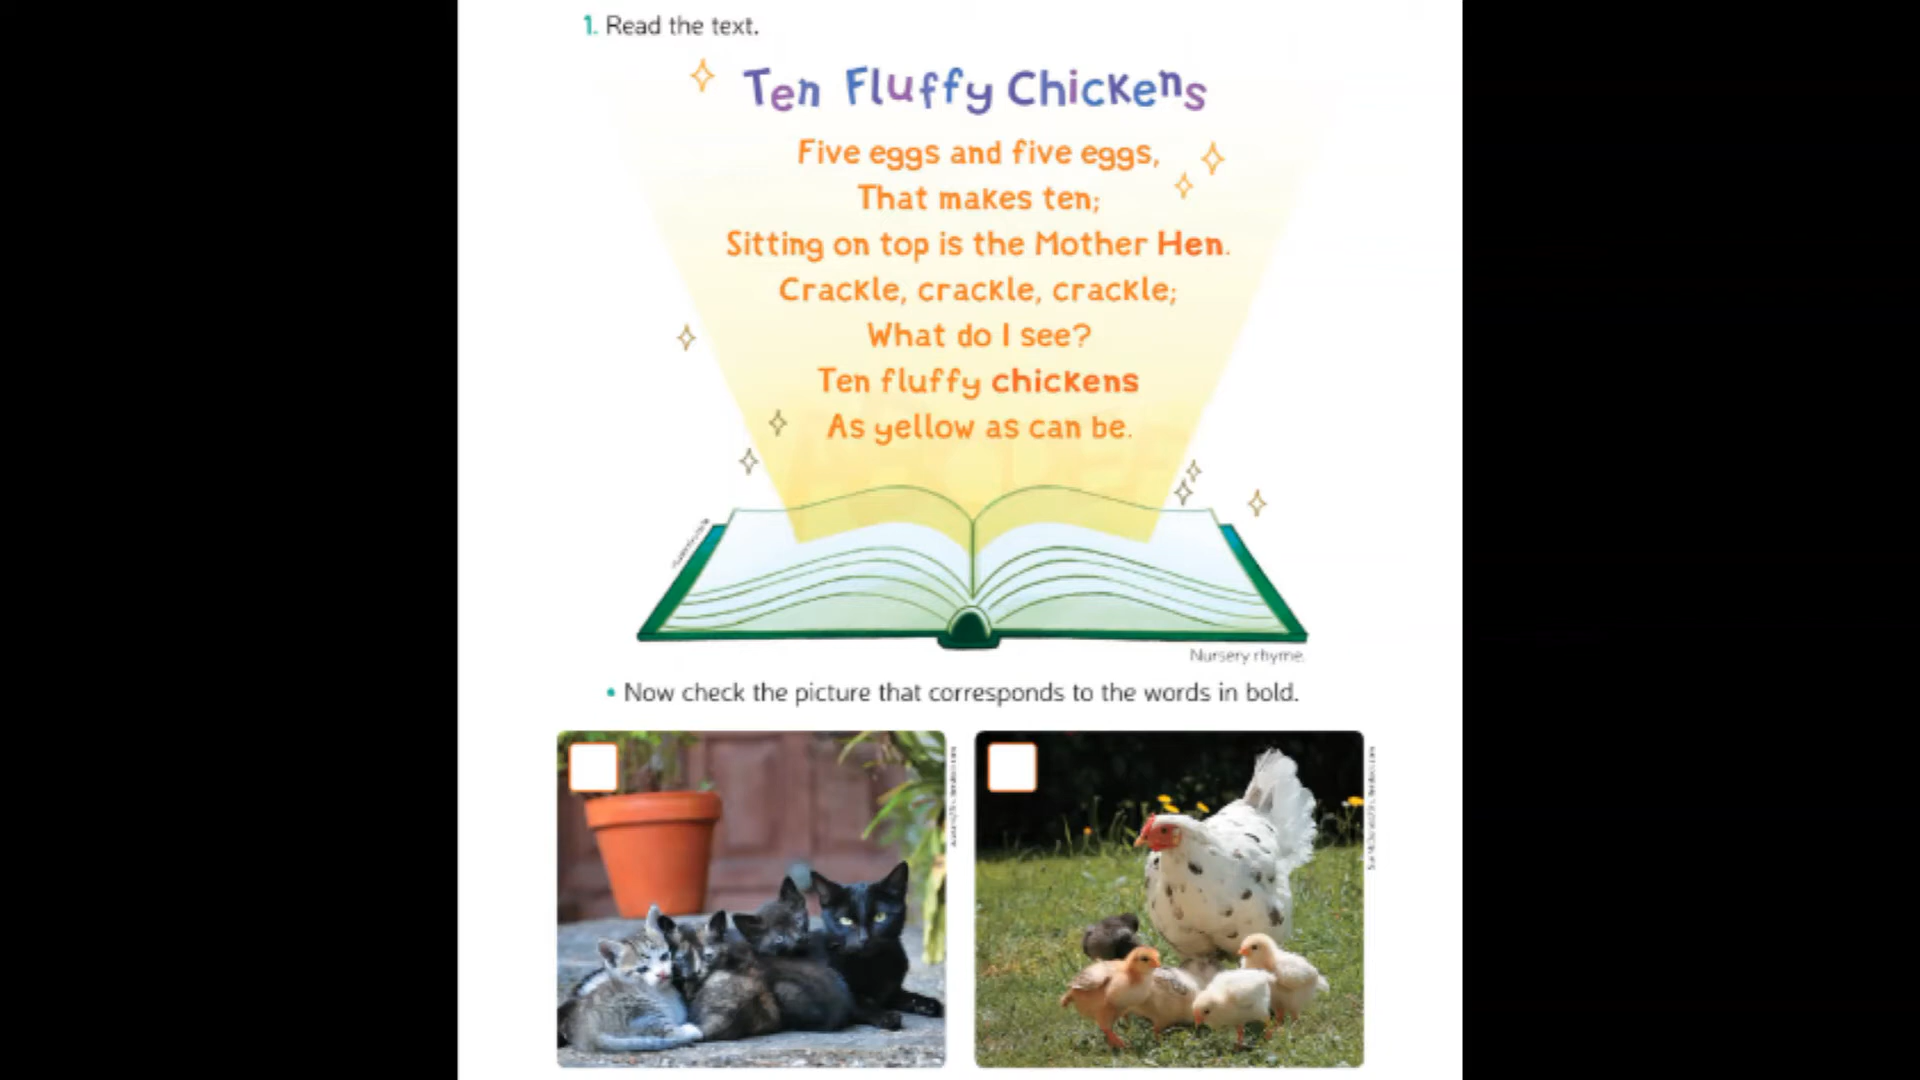 1. Read the text.
Ten Fluffy Chickens
Five eggs and five eggs,
That makes ten;
Sitting on top is the Mother Hen.
Crackle, crackle, crackle;
What do I see?
Ten fluffy chickens
As yellow as can be.
Nursery rhyme.
• Now check the picture that corresponds to the words in bold.